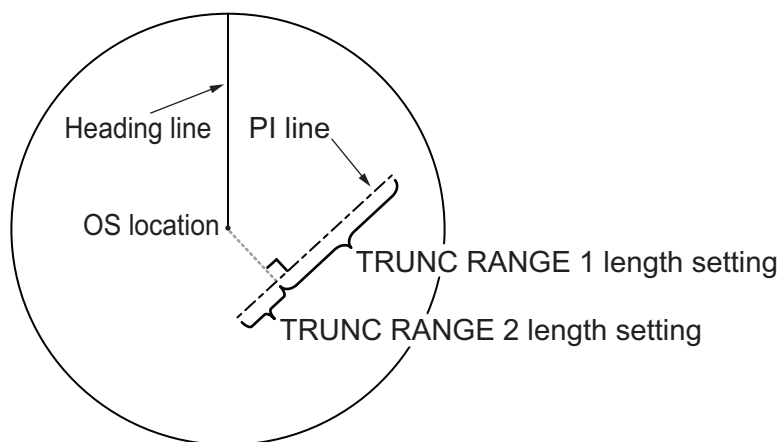 Heading line
PI line
OS location
TRUNC RANGE 1 length setting
TRUNC RANGE 2 length setting